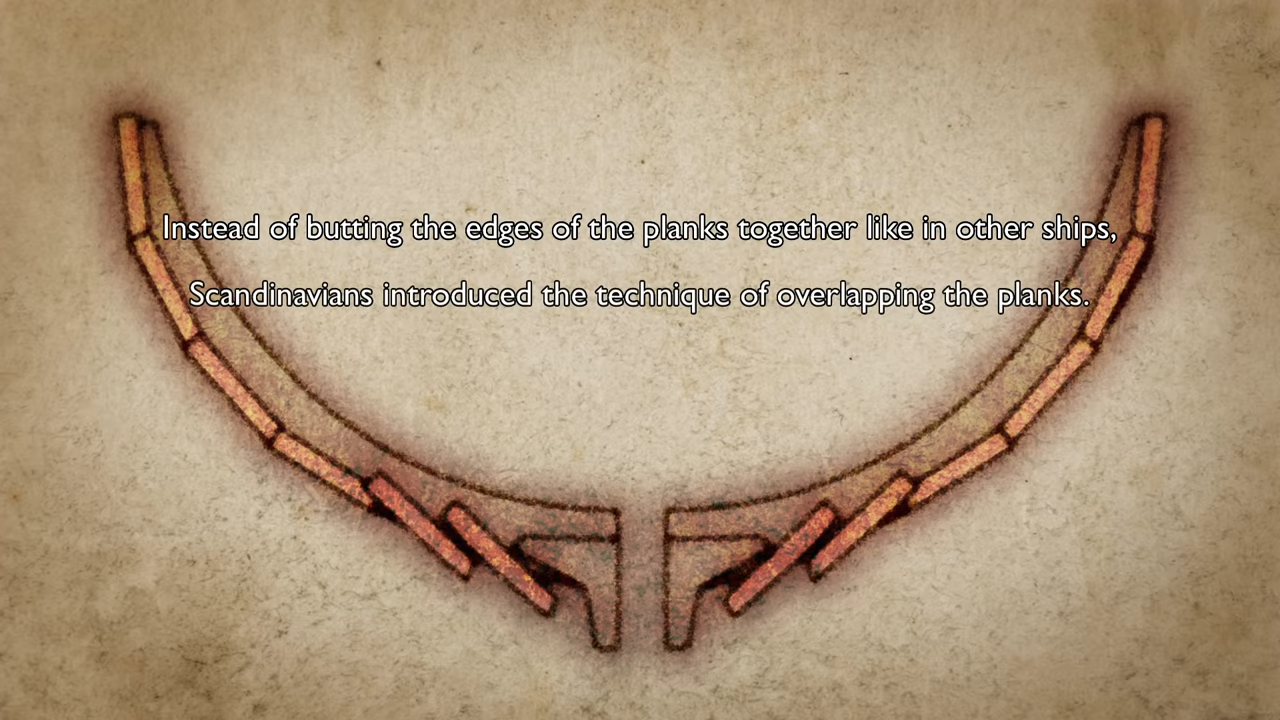 Instead of butting the edges of the planks together like in other ships,
Scandinavians introduced the technique of overlapping the planks.